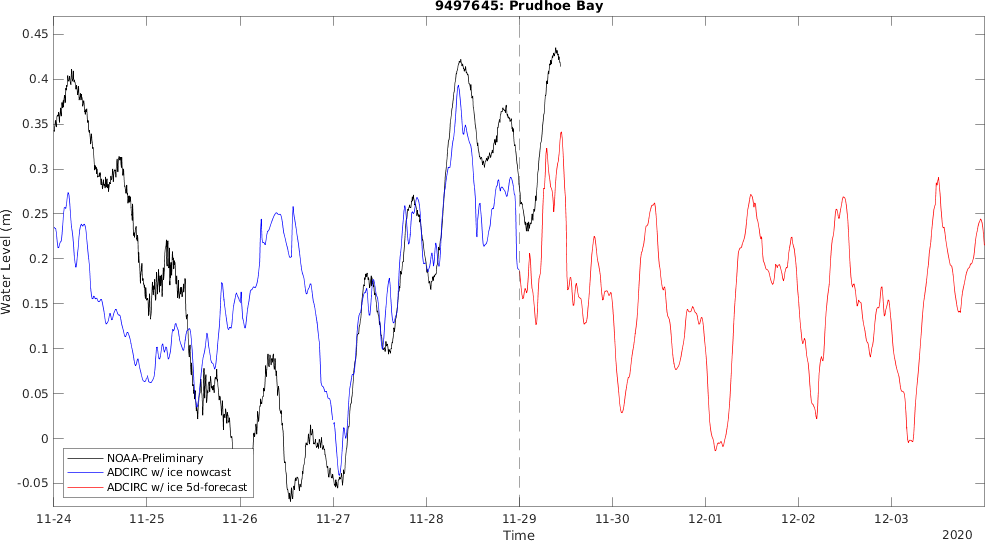 9497645: Prudhoe Bay
0.45
0.4
0.35
0.3
0.25
0.2
0.15
0.1
0.05
0
-0.05
Water Level (m)
NOAA-Preliminary
ADCIRC w/ ice nowcast
ADCIRC w/ ice 5d-forecast
11-24 11-25 11-26 11-27 11-28 11-29 11-30 12-01 12-02 12-03
Time
2020